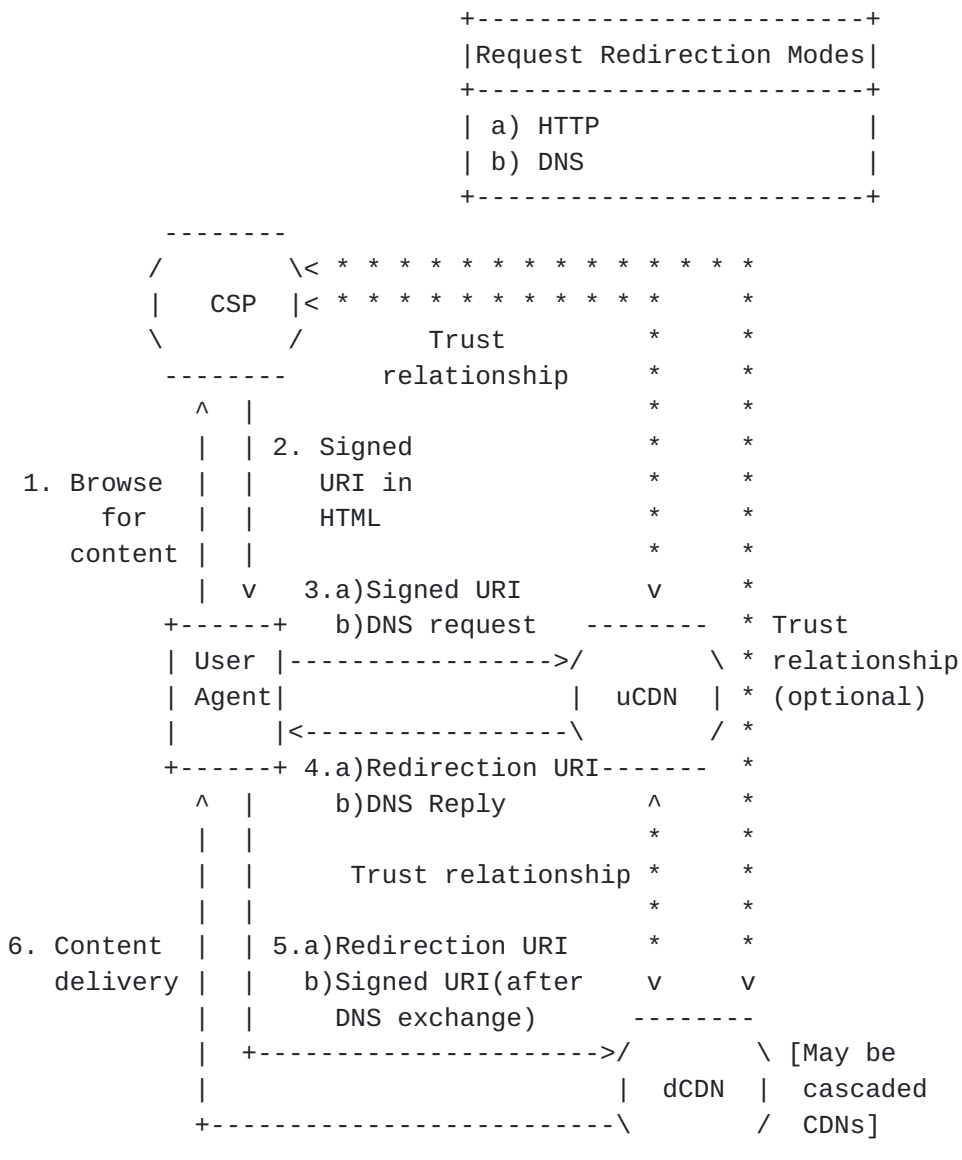 Request Redirection Modes
a) HTTP
b) DNS
CSP
Trust
relationship
2. Signed
URI in
HTML
1. Browse
for
content
3.a)Signed URI
b)DNS request
User
Agent
uCDN
Trust
relationship
(optional)
4.a)Redirection URI
b)DNS Reply
Trust relationship
6. Content
delivery
5.a)Redirection URI
b)Signed URI(after
DNS exchange)
dCDN
[May be
cascaded
CDNs]